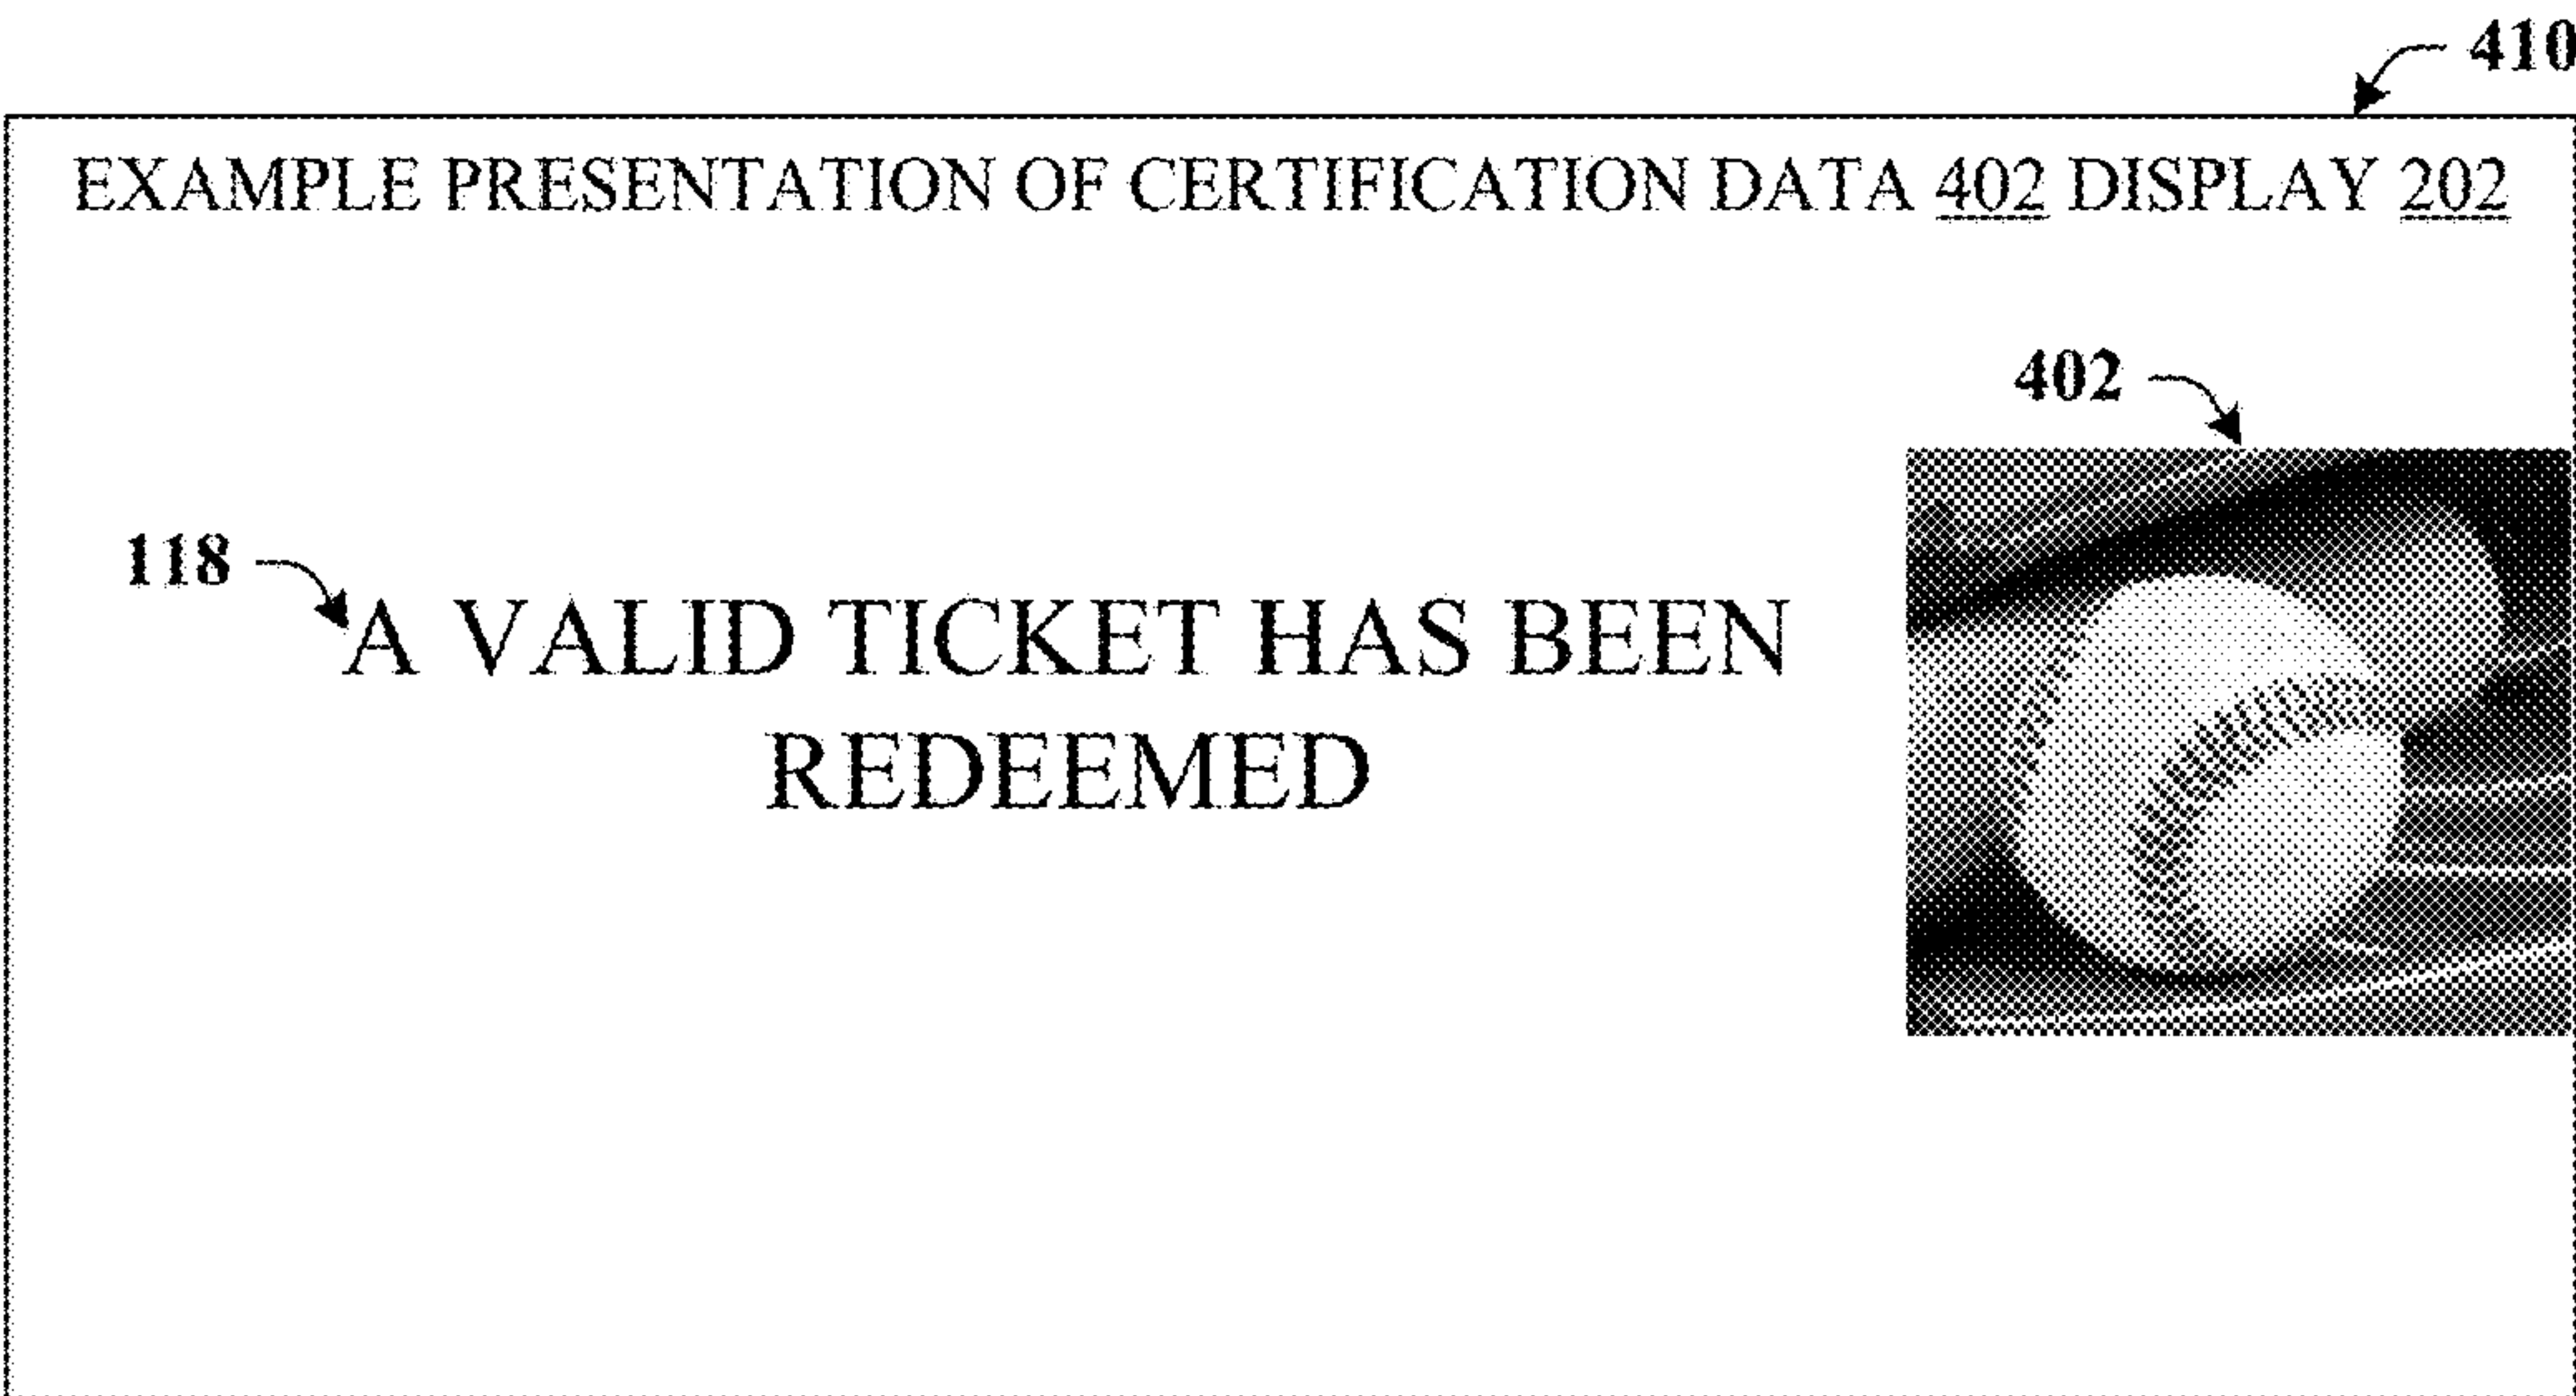 410
EXAMPLE PRESENTATION OF CERTIFICATION DATA 402 DISPLAY 202
402
118
A VALID TICKET HAS BEEN
REDEEMED